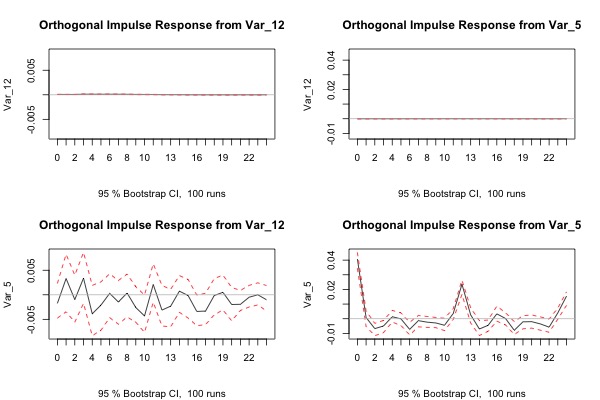 Orthogonal Impulse Response from Var_12
Orthogonal Impulse Response from Var_5
Var_12
-0.005 0.005
0 2 4 6 8 10 13 16 19 22
95 % Bootstrap CI, 100 runs
Var_12
-0.01 0.02 0.04
0 2 4 6 8 10 13 16 19 22
95 % Bootstrap CI, 100 runs
Orthogonal Impulse Response from Var_12
Orthogonal Impulse Response from Var_5
Var_5
-0.005 0.005
0 2 4 6 8 10 13 16 19 22
95 % Bootstrap CI, 100 runs
Var_5
-0.01 0.02 0.04
0 2 4 6 8 10 13 16 19 22
95 % Bootstrap CI, 100 runs